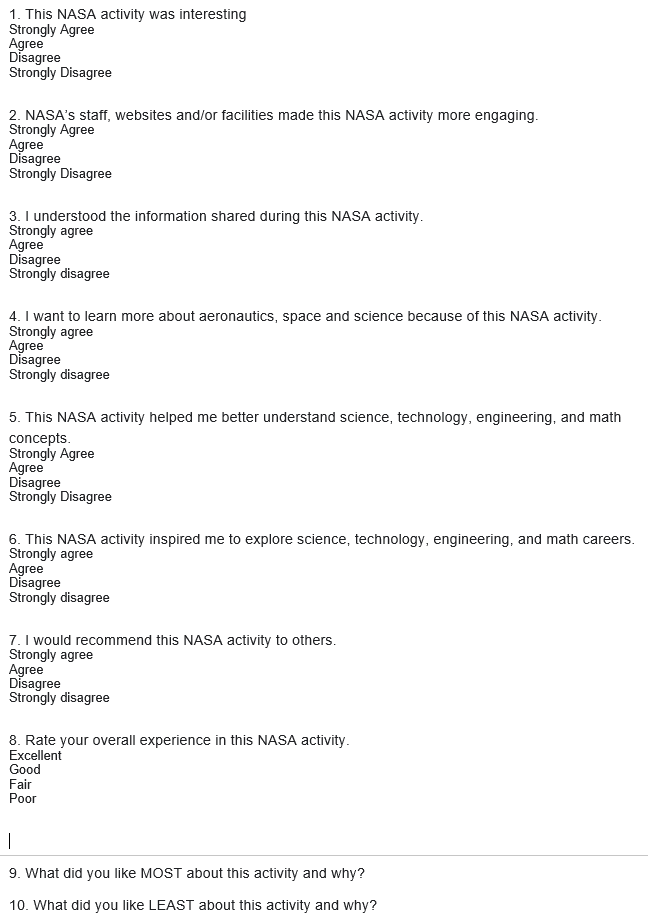 1. This NASA activity was interesting
Strongly Agree
Agree
Disagree
Strongly Disagree
2. NASA's staff, websites and/or facilities made this NASA activity more engaging.
Strongly Agree
Agree
Disagree
Strongly Disagree
3. I understood the information shared during this NASA activity.
Strongly agree
Agree
Disagree
Strongly disagree
4. I want to learn more about aeronautics, space and science because of this NASA activity.
Strongly agree
Agree
Disagree
Strongly disagree
5. This NASA activity helped me better understand science, technology, engineering, and math
concepts.
Strongly Agree
Agree
Disagree
Strongly Disagree
6. This NASA activity inspired me to explore science, technology, engineering, and math careers.
Strongly agree
Agree
Disagree
Strongly disagree
7. I would recommend this NASA activity to others.
Strongly agree
Agree
Disagree
Strongly disagree
8. Rate your overall experience in this NASA activity.
Excellent
Good
Fair
Poor
9. What did you like MOST about this activity and why?
10. What did you like LEAST about this activity and why?